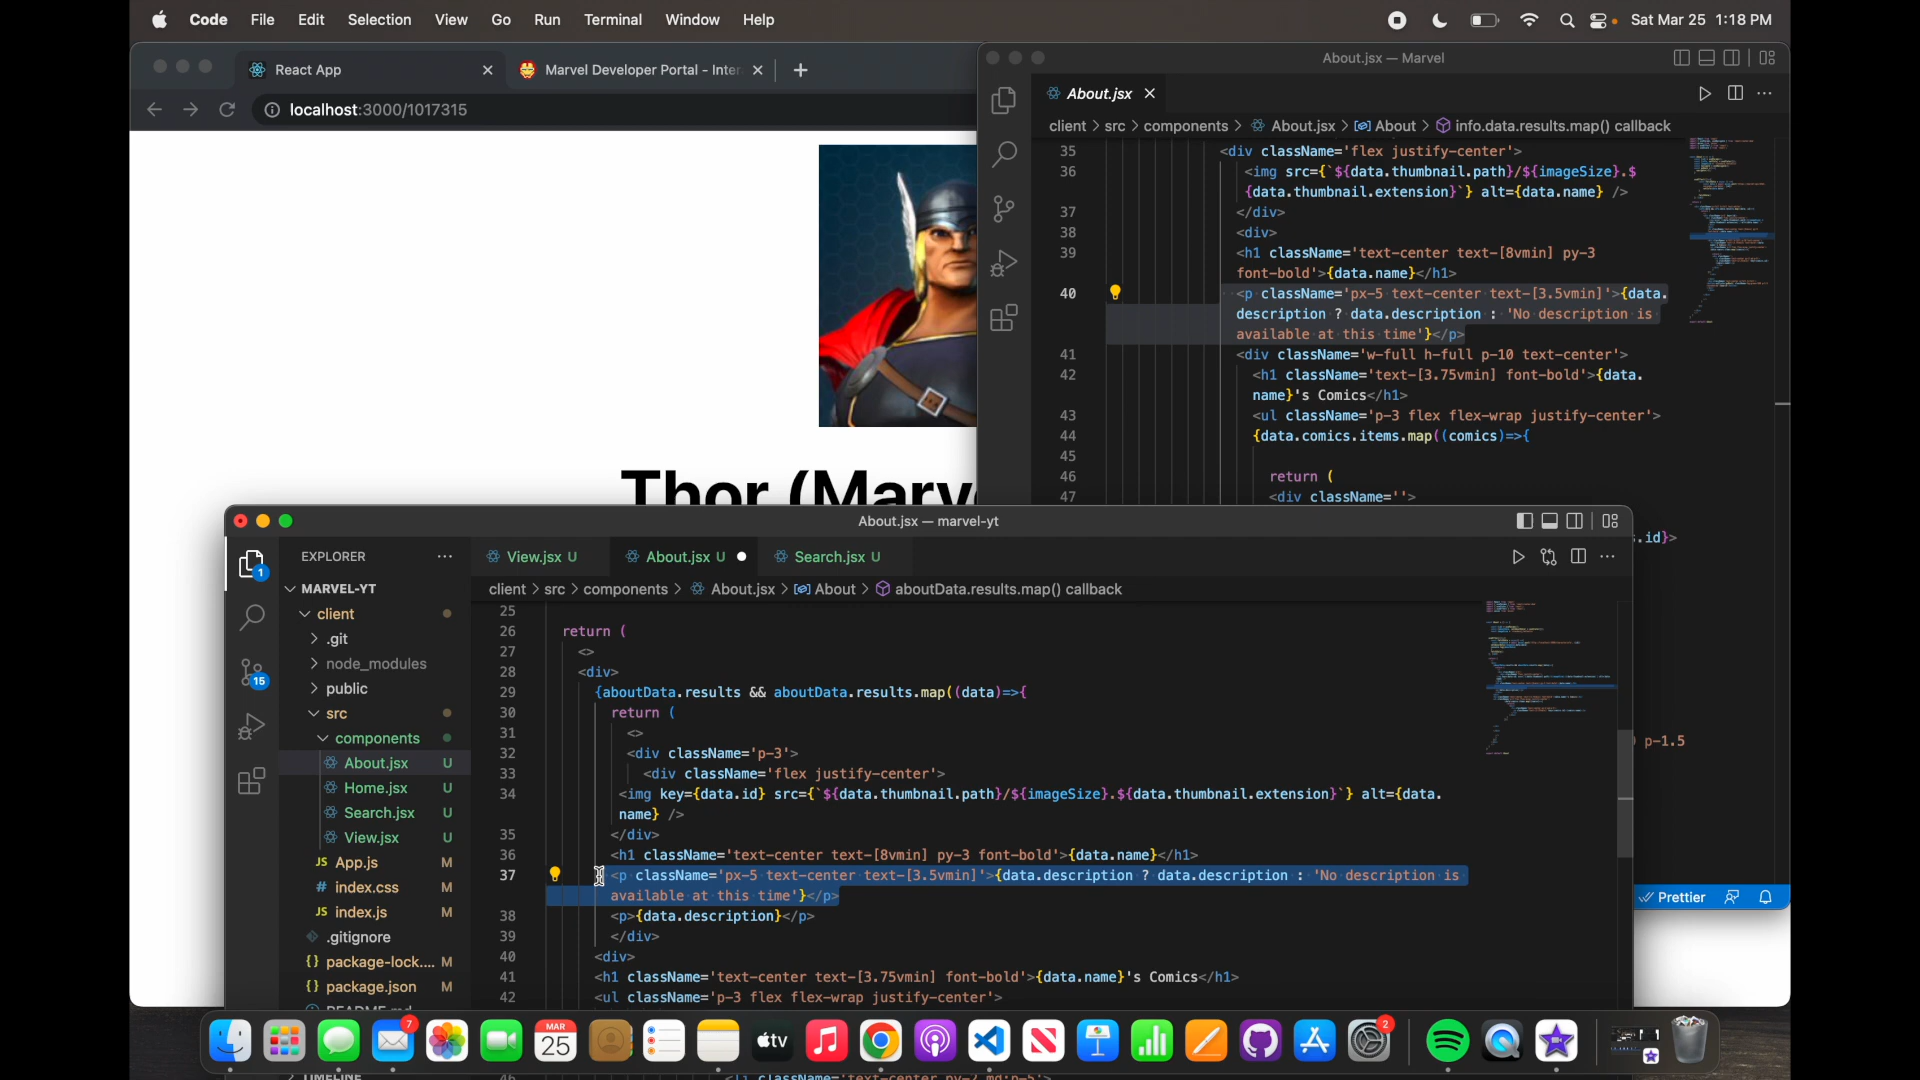 Code File Edit Selection View Go Run Terminal Window Help Sat Mar 25 1:18 PM
React App
Marvel Developer Portal - Inter
localhost:3000/1017315
Thor (Marve
About.jsx — Marvel
About.jsx
client > src > components > About.jsx > About > info.data.results.map() callback
35 <div className='flex justify-center'>
36 <img src={`${data.thumbnail.path}/${imageSize}.$
{data.thumbnail.extension}`} alt={data.name} />
37 </div>
38 <div>
39 <h1 className='text-center text-[8vmin] py-3
font-bold'>{data.name}</h1>
40 <p className='px-5 text-center text-[3.5vmin]'>{data.
description ? data.description : 'No description is
available at this time'}</p>
41 <div className='w-full h-full p-10 text-center'>
42 <h1 className='text-[3.75vmin] font-bold'>{data.
name}'s Comics</h1>
43 <ul className='p-3 flex flex-wrap justify-center'>
44 {data.comics.items.map((comics)=>{
45
46 return (
47 <div className=''>
s.id}>
p-1.5
Prettier
About.jsx — marvel-yt
EXPLORER
MARVEL-YT
client
.git
node_modules
public
src
components
About.jsx U
Home.jsx U
Search.jsx U
View.jsx U
App.js M
index.css M
index.js M
.gitignore
package-lock.... M
package.json M
README.md
TIMELINE
1
15
View.jsx U About.jsx U Search.jsx U
client > src > components > About.jsx > About > aboutData.results.map() callback
25
26 return (
27 <>
28 <div>
29 {aboutData.results && aboutData.results.map((data)=>{
30 return (
31 <>
32 <div className='p-3'>
33 <div className='flex justify-center'>
34 <img key={data.id} src={`${data.thumbnail.path}/${imageSize}.${data.thumbnail.extension}`} alt={data.
name} />
35 </div>
36 <h1 className='text-center text-[8vmin] py-3 font-bold'>{data.name}</h1>
37 <p className='px-5 text-center text-[3.5vmin]'>{data.description ? data.description : 'No description is
available at this time'}</p>
38 <p>{data.description}</p>
39 </div>
40 <div>
41 <h1 className='text-center text-[3.75vmin] font-bold'>{data.name}'s Comics</h1>
42 <ul className='p-3 flex flex-wrap justify-center'>
7
MAR
25
tv
2